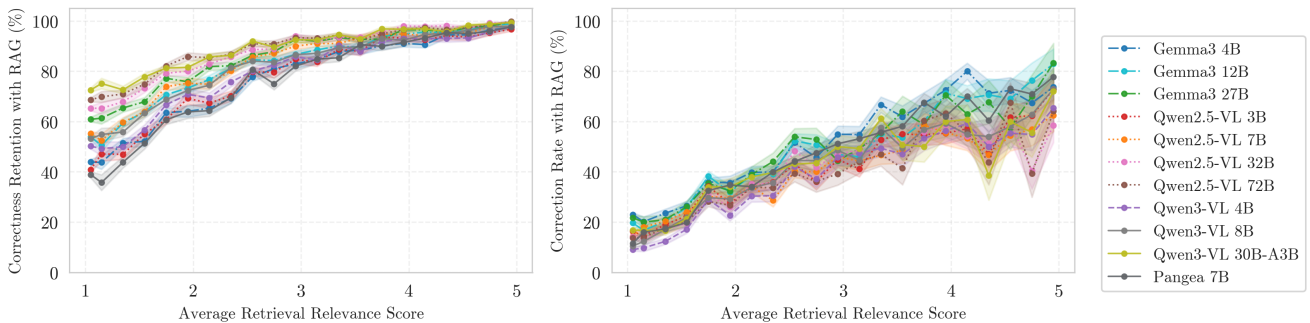 Correctness Retention with RAG (%)
100
80
60
40
20
0
1
2
3
4
5
Average Retrieval Relevance Score
Correction Rate with RAG (%)
100
80
60
40
20
0
1
2
3
4
5
Average Retrieval Relevance Score
Gemma3 4B
Gemma3 12B
Gemma3 27B
Qwen2.5-VL 3B
Qwen2.5-VL 7B
Qwen2.5-VL 32B
Qwen2.5-VL 72B
Qwen3-VL 4B
Qwen3-VL 8B
Qwen3-VL 30B-A3B
Pangea 7B